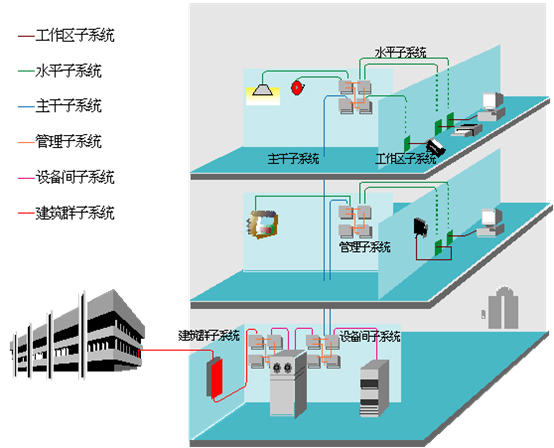 工作区子系统
水平子系统
主干子系统
管理子系统
设备间子系统
建筑群子系统
水平子系统
主干子系统
工作区子系统
管理子系统
建筑群子系统
设备间子系统